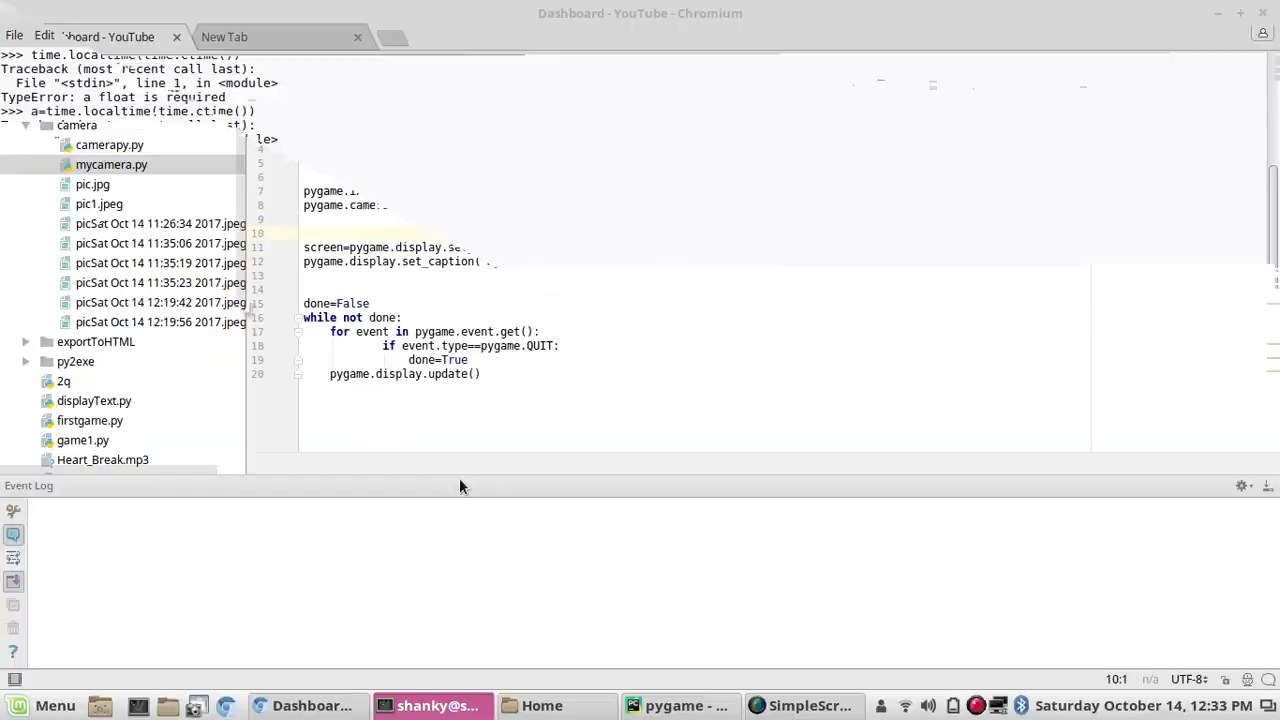 Dashboard - YouTube - Chromium
File Edit board - YouTube New Tab
>>> time.localtime(time.ctime())
Traceback (most recent call last):
File "<stdin>", line 1, in <module>
TypeError: a float is required
>>> a=time.localtime(time.ctime())
camera
camerapy.py
mycamera.py
pic.jpg
pic1.jpeg
picSat Oct 14 11:26:34 2017.jpeg
picSat Oct 14 11:35:06 2017.jpeg
picSat Oct 14 11:35:19 2017.jpeg
picSat Oct 14 11:35:23 2017.jpeg
picSat Oct 14 12:19:42 2017.jpeg
picSat Oct 14 12:19:56 2017.jpeg
exportToHTML
py2exe
2q
displayText.py
firstgame.py
game1.py
Heart_Break.mp3
4
5
6
7 pygame.i
8 pygame.came
9
10
11 screen=pygame.display.se
12 pygame.display.set_caption(
13
14
15 done=False
16 while not done:
17 for event in pygame.event.get():
18 if event.type==pygame.QUIT:
19 done=True
20 pygame.display.update()
Event Log
10:1 n/a UTF-8
Menu Dashboar... shanky@s... Home pygame - ... SimpleScr... Saturday October 14, 12:33 PM